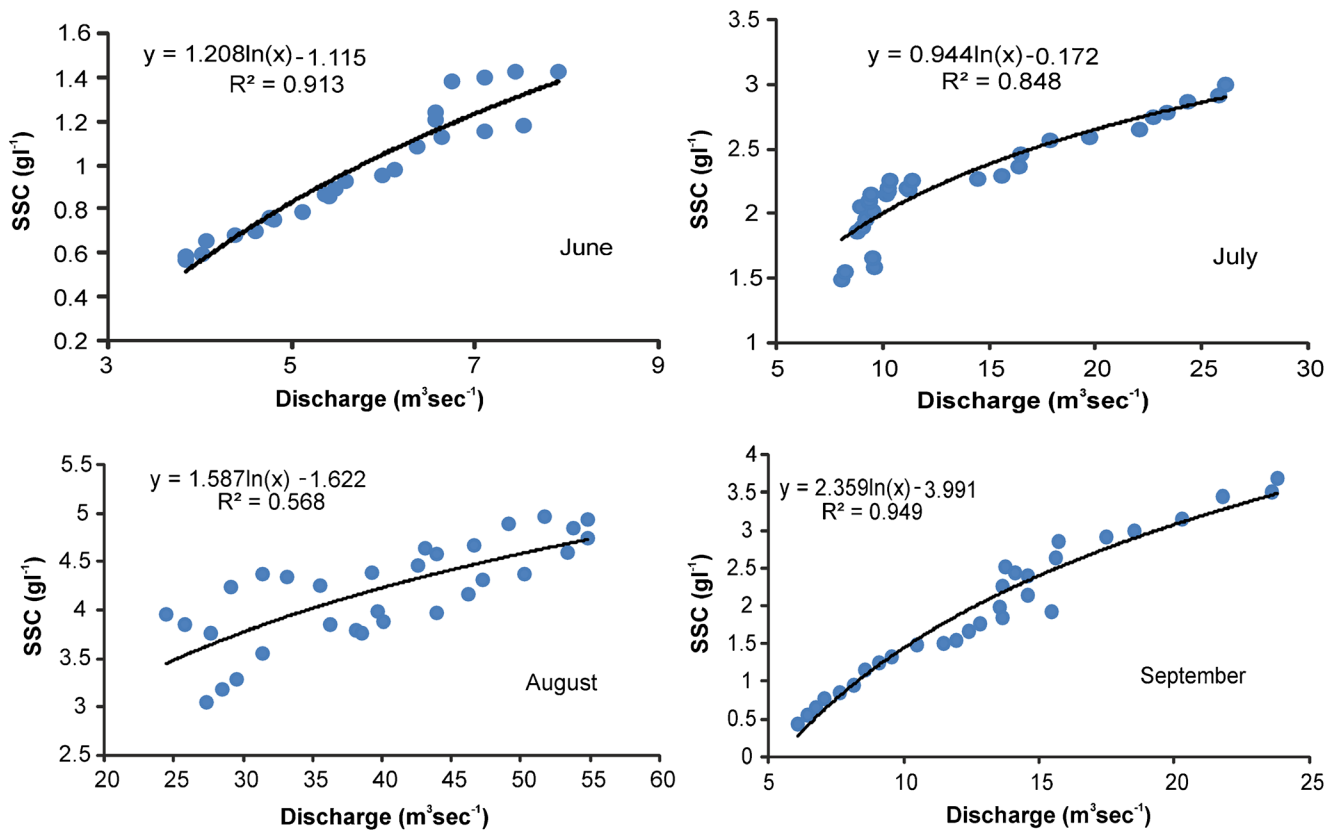 y = 1.208ln(x)-1.115
R² = 0.913
SSC (gl⁻¹)
1.6
1.4
1.2
1
0.8
0.6
0.4
0.2
3
5
7
9
June
Discharge (m³sec⁻¹)
y = 0.944ln(x)-0.172
R² = 0.848
SSC (gl⁻¹)
3.5
3
2.5
2
1.5
1
5
10
15
20
25
30
July
Discharge (m³sec⁻¹)
y = 1.587ln(x) -1.622
R² = 0.568
SSC (gl⁻¹)
5.5
5
4.5
4
3.5
3
2.5
20
25
30
35
40
45
50
55
60
August
Discharge (m³sec⁻¹)
y = 2.359ln(x)-3.991
R² = 0.949
SSC (gl⁻¹)
4
3.5
3
2.5
2
1.5
1
0.5
0
5
10
15
20
25
September
Discharge (m³sec⁻¹)